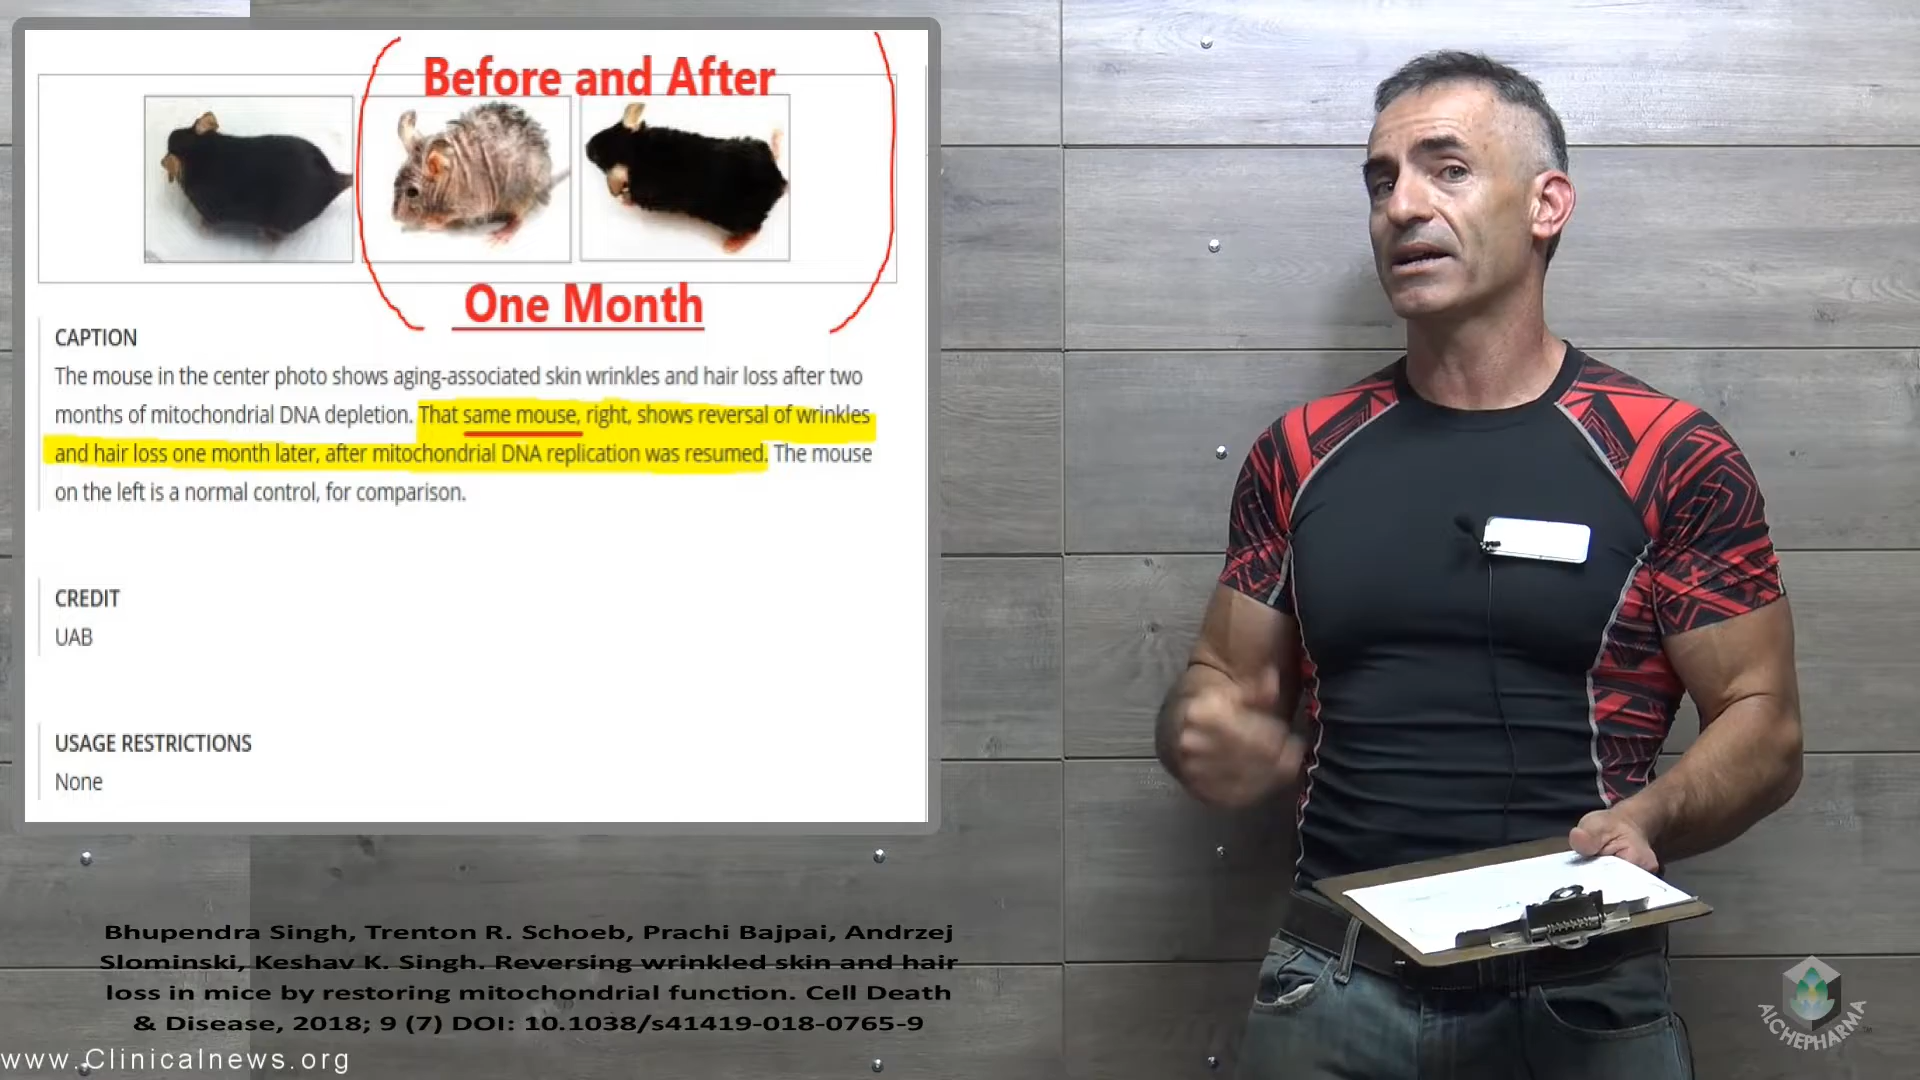 Before and After
One Month
CAPTION
The mouse in the center photo shows aging-associated skin wrinkles and hair loss after two
months of mitochondrial DNA depletion. That same mouse, right, shows reversal of wrinkles
and hair loss one month later, after mitochondrial DNA replication was resumed. The mouse
on the left is a normal control, for comparison.
CREDIT
UAB
USAGE RESTRICTIONS
None
Bhupendra Singh, Trenton R. Schoeb, Prachi Bajpai, Andrzej
Slominski, Keshav K. Singh. Reversing wrinkled skin and hair
loss in mice by restoring mitochondrial function. Cell Death
& Disease, 2018; 9 (7) DOI: 10.1038/s41419-018-0765-9
www.Clinicalnews.org
ALCHEPHARMA